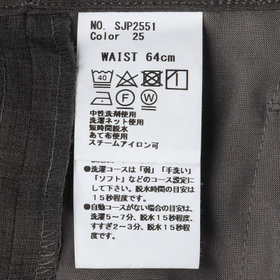 NO. SJP2551
Color 25
WAIST 64cm
40
P W
中性洗剤使用
洗濯ネット使用
短時間脱水
あて布使用
スチームアイロン可
●洗濯コースは「弱」「手洗い」
「ソフト」などのコース設定に
して下さい。脱水時間の目安は
15秒程度です。
●自動コースがない場合の目安は、
洗濯5〜7分、脱水15秒程度、
すすぎ2〜3分、脱水15秒程度
です。